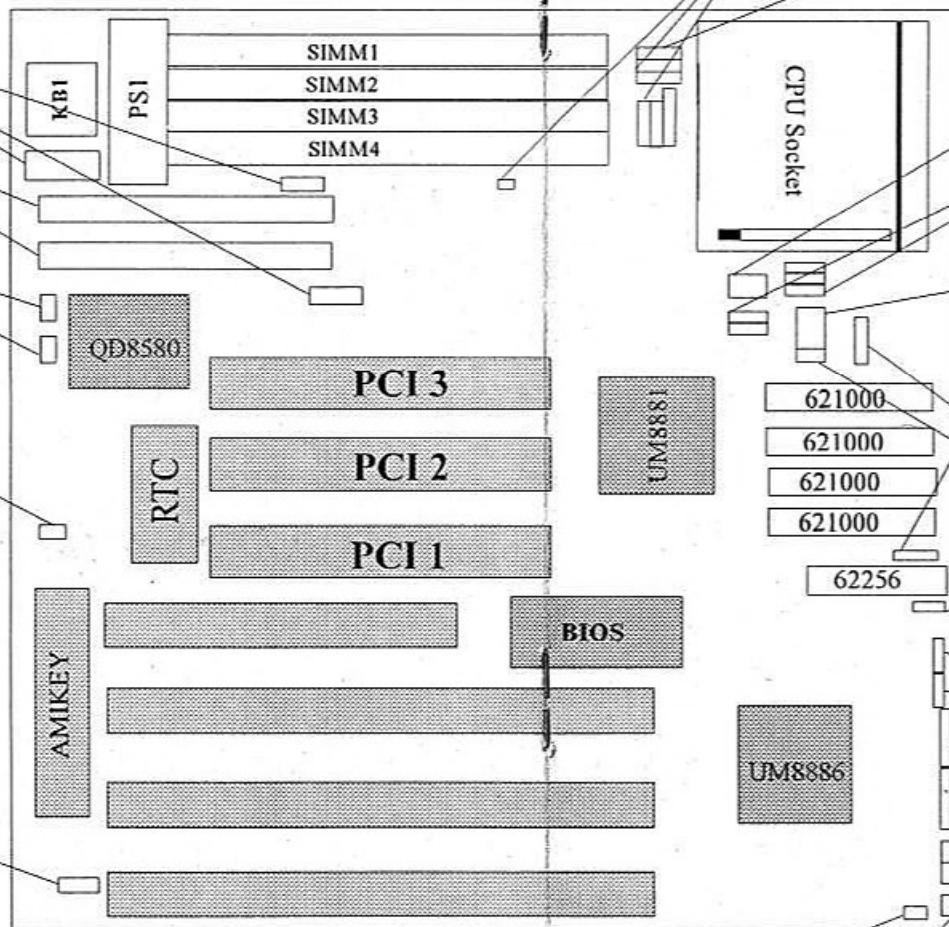 KB1
PS1
SIMM1
SIMM2
SIMM3
SIMM4
CPU Socket
QD8580
PCI 3
UM8881
621000
621000
621000
621000
RTC
PCI 2
PCI 1
62256
BIOS
AMIKEY
UM8886